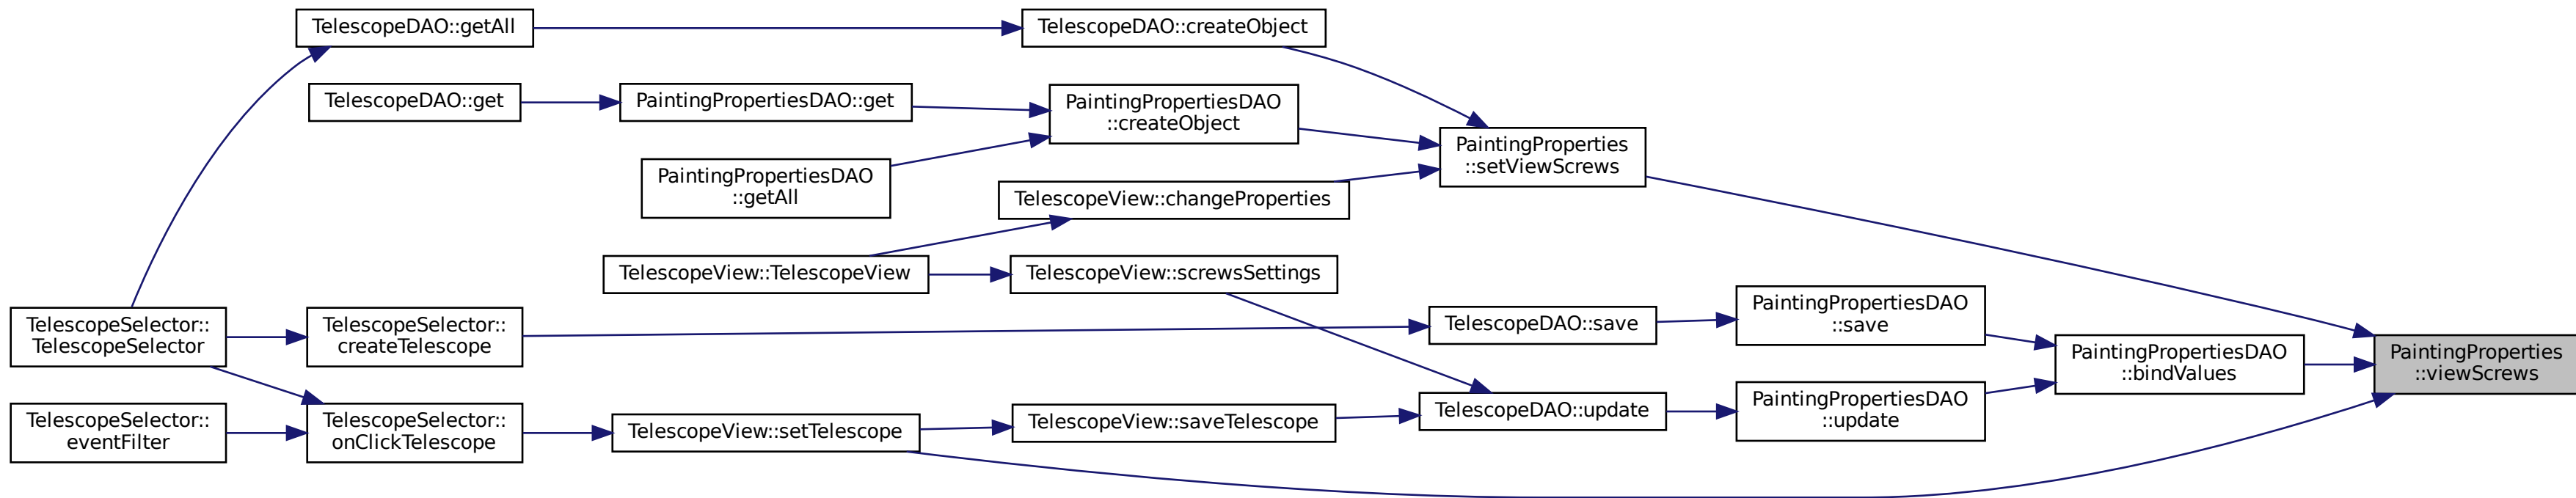 TelescopeDAO::getAll
TelescopeDAO::createObject
TelescopeDAO::get
PaintingPropertiesDAO::get
PaintingPropertiesDAO
::createObject
PaintingProperties
::setViewScrews
PaintingPropertiesDAO
::getAll
TelescopeView::changeProperties
TelescopeView::TelescopeView
TelescopeView::screwsSettings
TelescopeSelector::
TelescopeSelector
TelescopeSelector::
createTelescope
TelescopeDAO::save
PaintingPropertiesDAO
::save
PaintingPropertiesDAO
::bindValues
PaintingProperties
::viewScrews
TelescopeSelector::
eventFilter
TelescopeSelector::
onClickTelescope
TelescopeView::setTelescope
TelescopeView::saveTelescope
TelescopeDAO::update
PaintingPropertiesDAO
::update